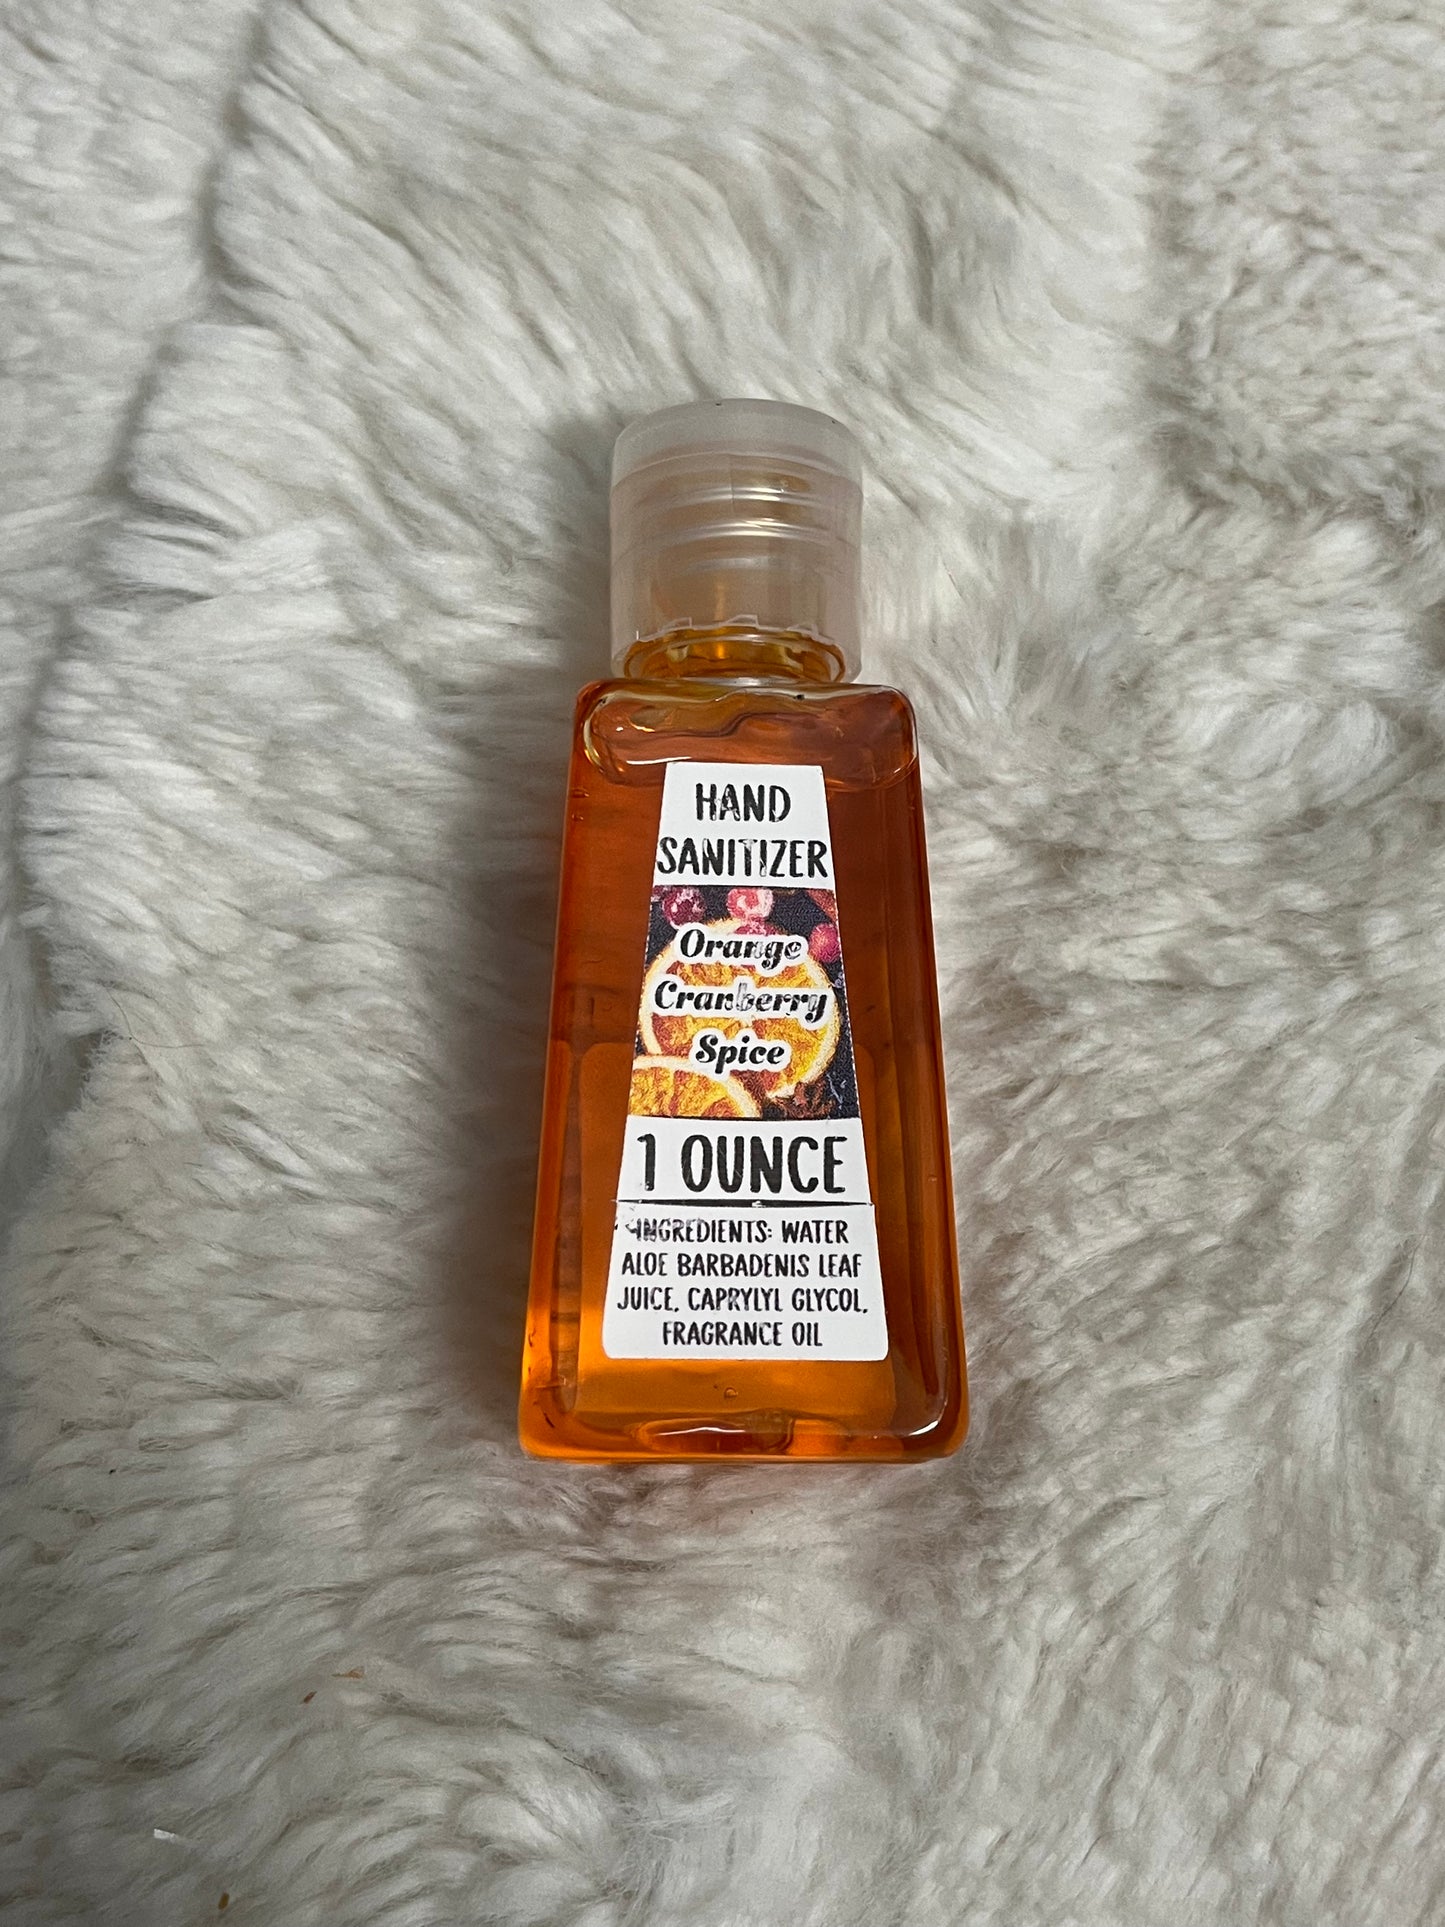 HAND
SANITIZER
Orange
Cranberry
Spice
1 OUNCE
INGREDIENTS: WATER
ALOE BARBADENIS LEAF
JUICE, CAPRYLYL GLYCOL,
FRAGRANCE OIL